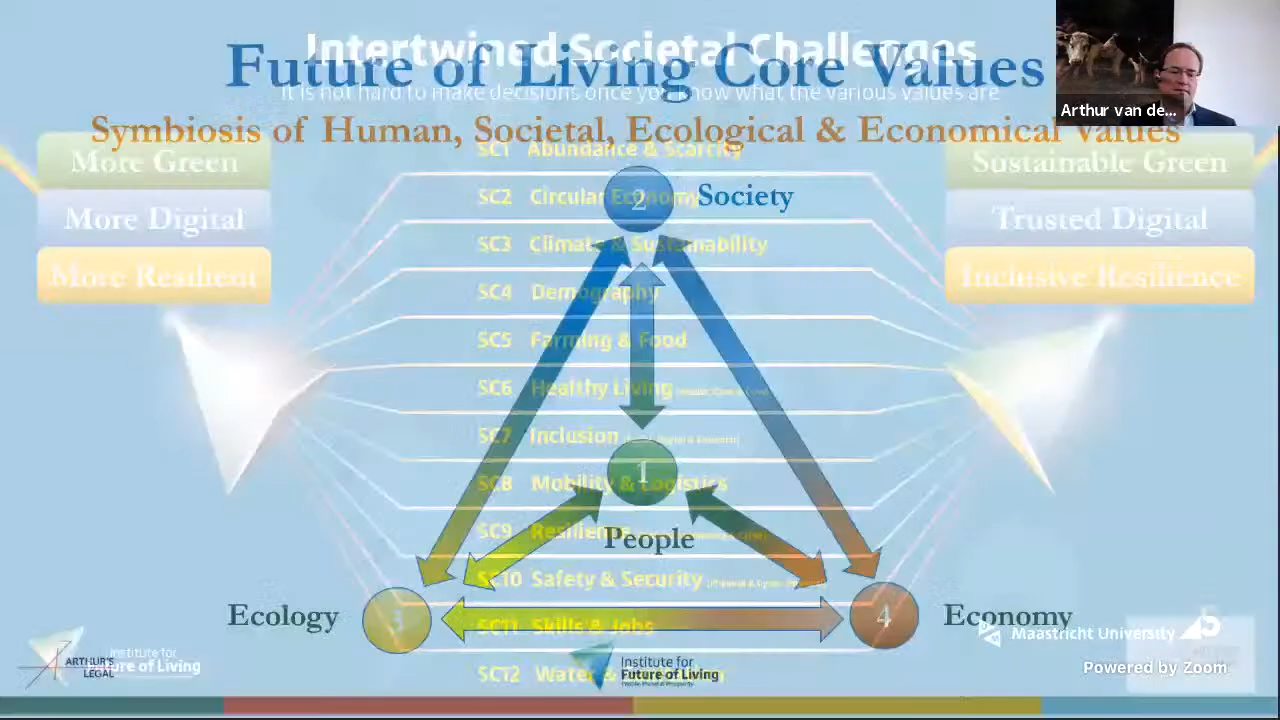 Intertwined Societal Challenges
Future of Living Core Values
It is not hard to make decisions once you know what the various values are
Arthur van de...
Symbiosis of Human, Societal, Ecological & Economical Values
More Green
More Digital
More Resilient
Sustainable Green
Trusted Digital
Inclusive Resilience
SC1 Abundance & Scarcity
SC2 Circular Economy
SC3 Climate & Sustainability
SC4 Demography
SC5 Farming & Food
SC6 Healthy Living
SC7 Inclusion
SC8 Mobility & Logistics
SC9 Resilience
SC10 Safety & Security
SC11 Skills & Jobs
SC12 Water &
2 Society
1
People
Ecology 3
4 Economy
ARTHUR'S
LEGAL
Institute for
Future of Living
Institute for
Future of Living
Maastricht University
Powered by Zoom